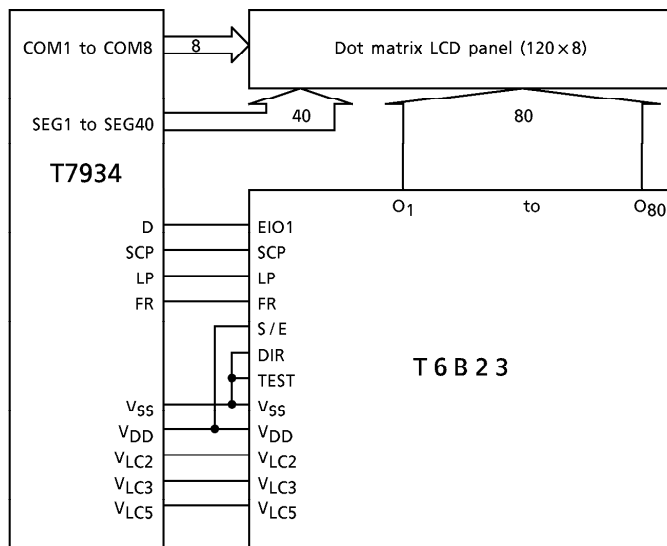 COM1 to COM8
8
Dot matrix LCD panel (120×8)
SEG1 to SEG40
40
80
T7934
O1 to O80
D
EIO1
SCP
SCP
LP
LP
FR
FR
S/E
DIR
TEST
T6B23
VSS
VSS
VDD
VDD
VLC2
VLC2
VLC3
VLC3
VLC5
VLC5